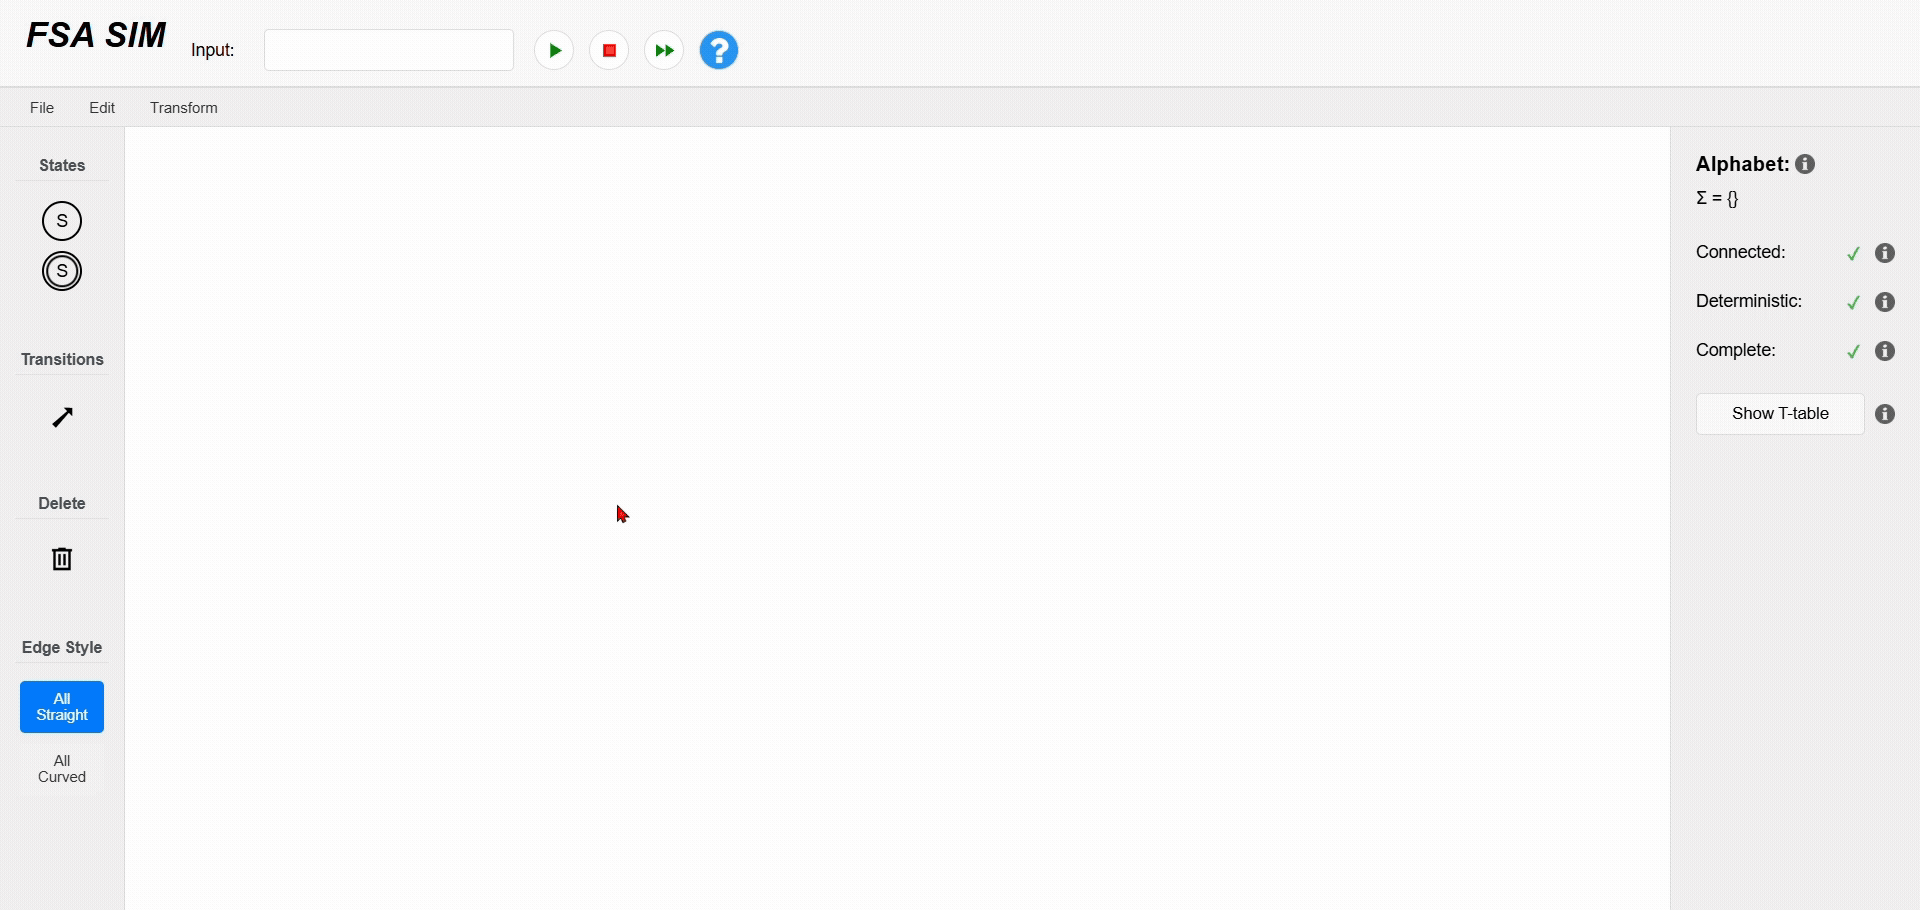 FSA SIM
Input:
?
File
Edit
Transform
States
S
S
Transitions
Delete
Edge Style
All
Straight
All
Curved
Alphabet: i
Σ = {}
Connected: ✓ i
Deterministic: ✓ i
Complete: ✓ i
Show T-table i